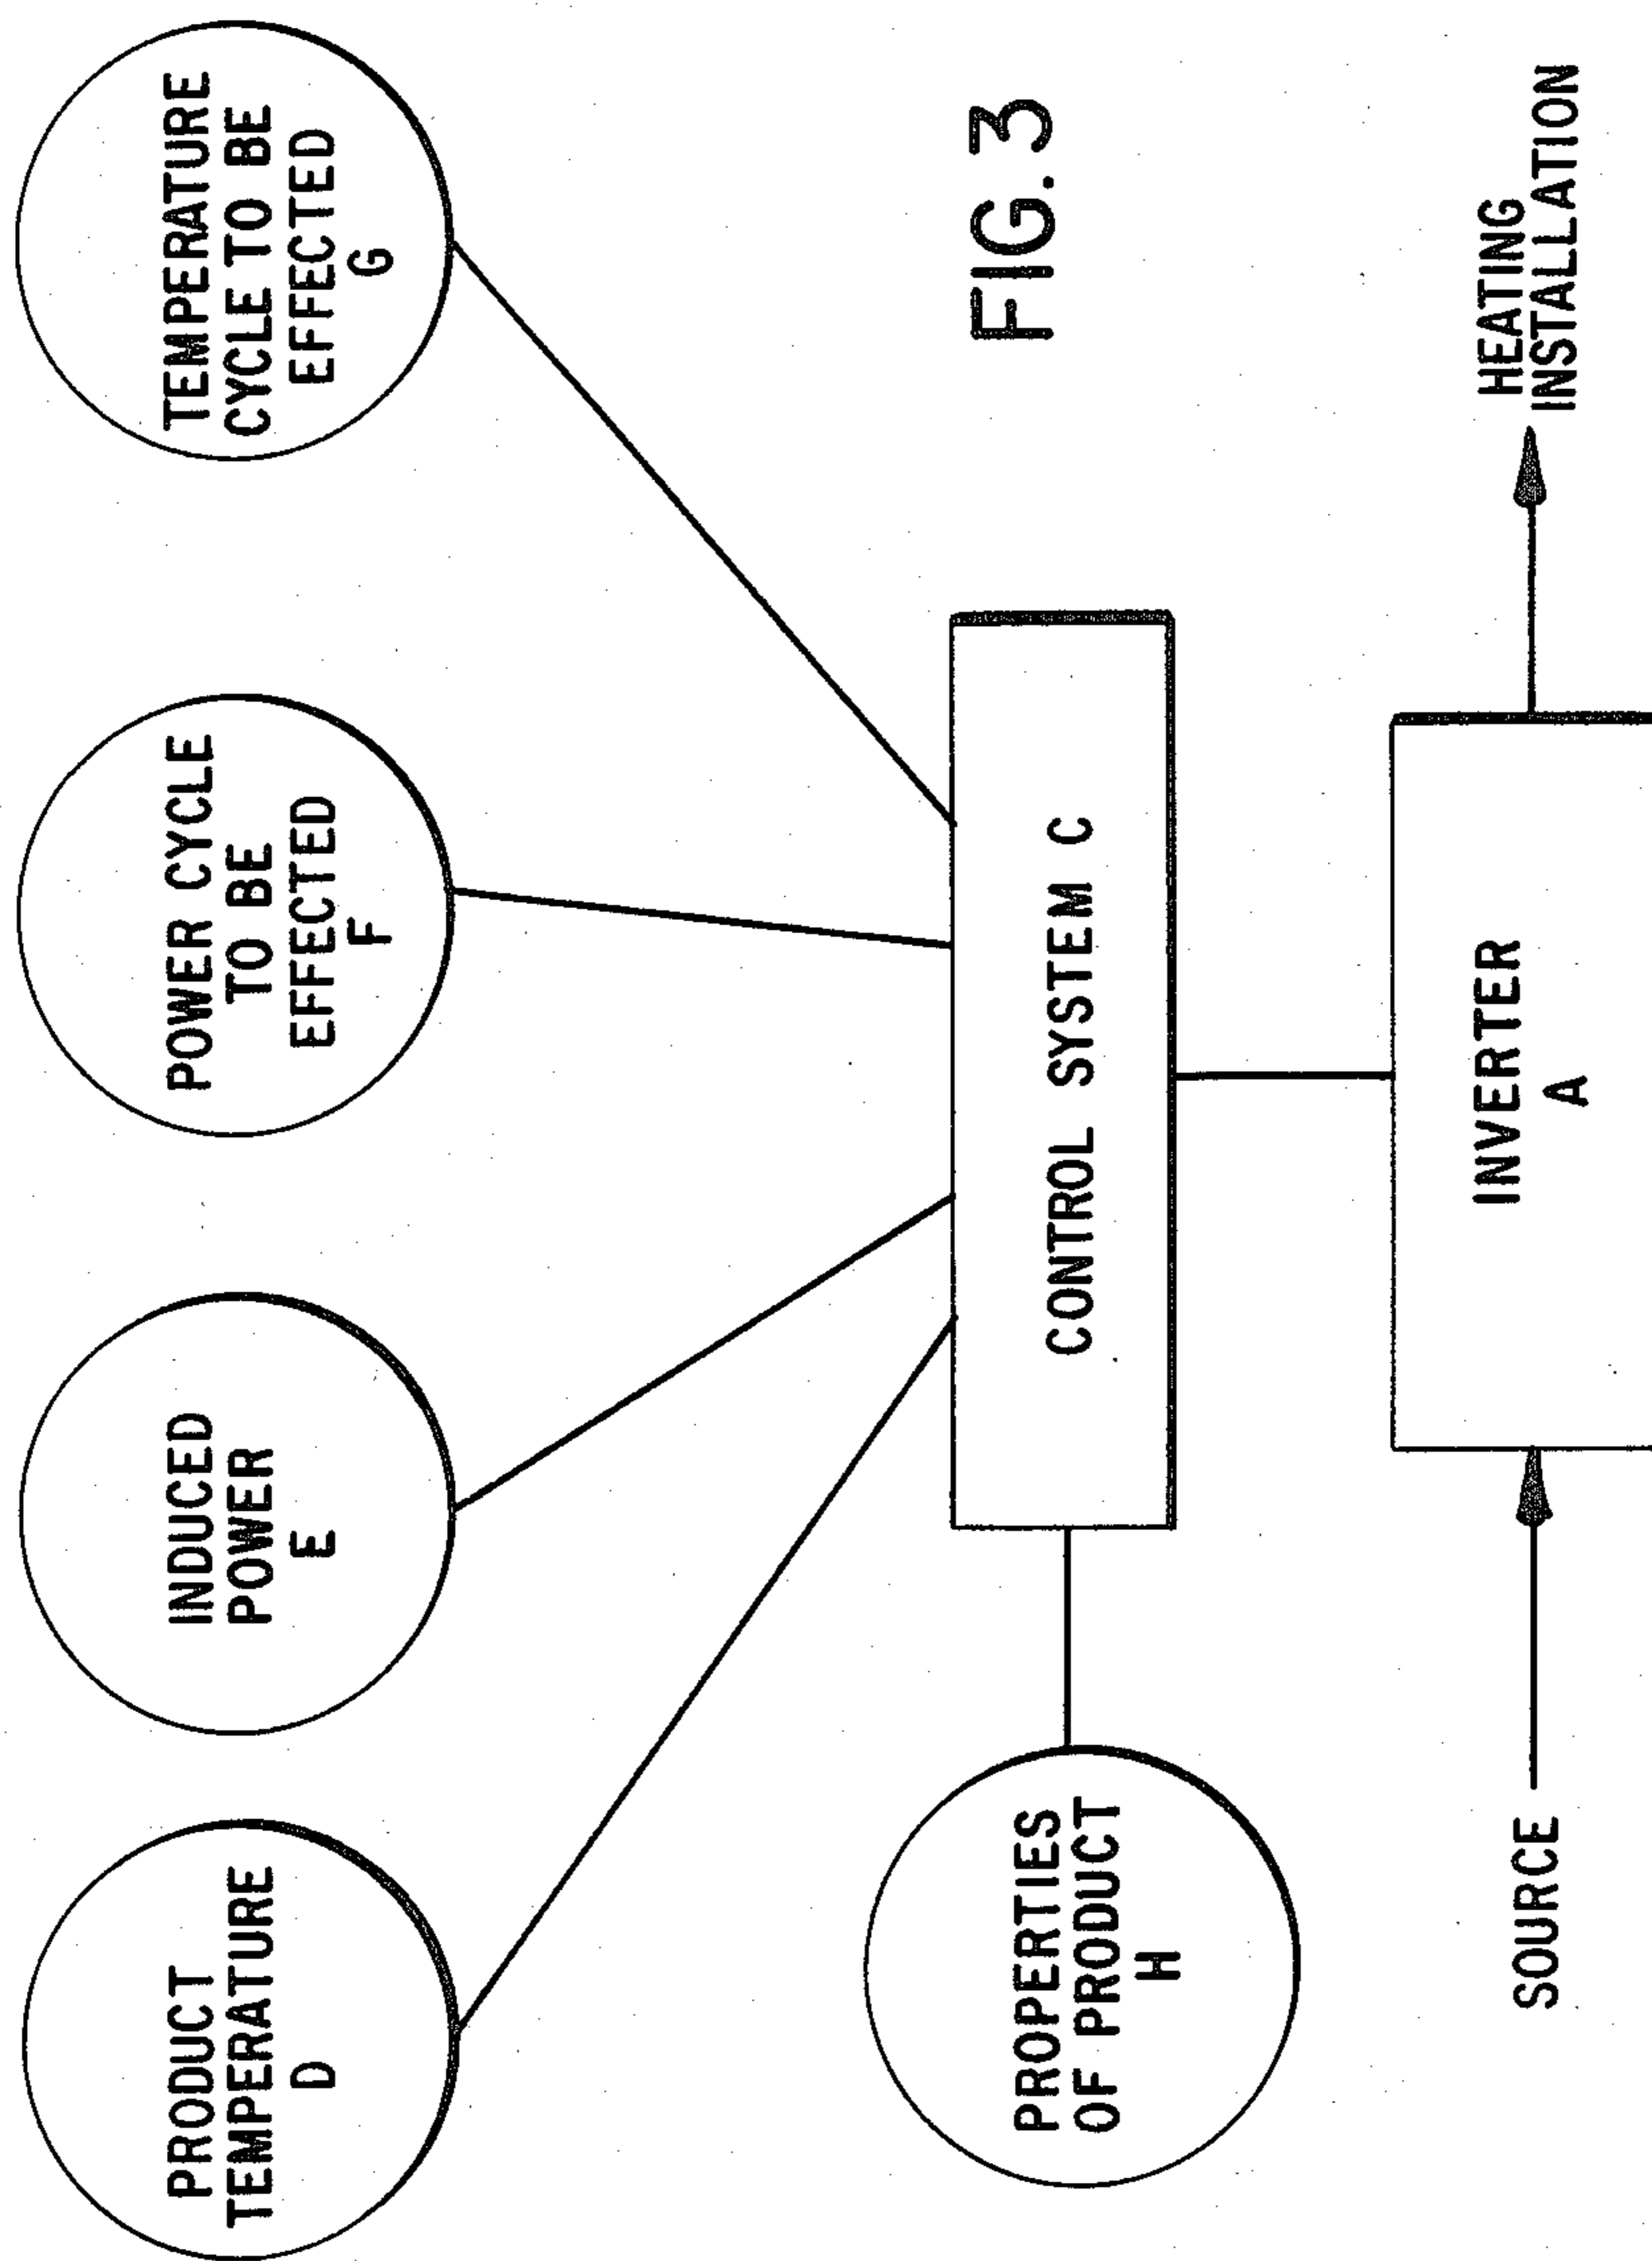 PRODUCT
TEMPERATURE
D
INDUCED
POWER
E
POWER CYCLE
TO BE
EFFECTED
F
TEMPERATURE
CYCLE TO BE
EFFECTED
G
PROPERTIES
OF PRODUCT
H
CONTROL SYSTEM C
FIG. 3
SOURCE
INVERTER
A
HEATING
INSTALLATION